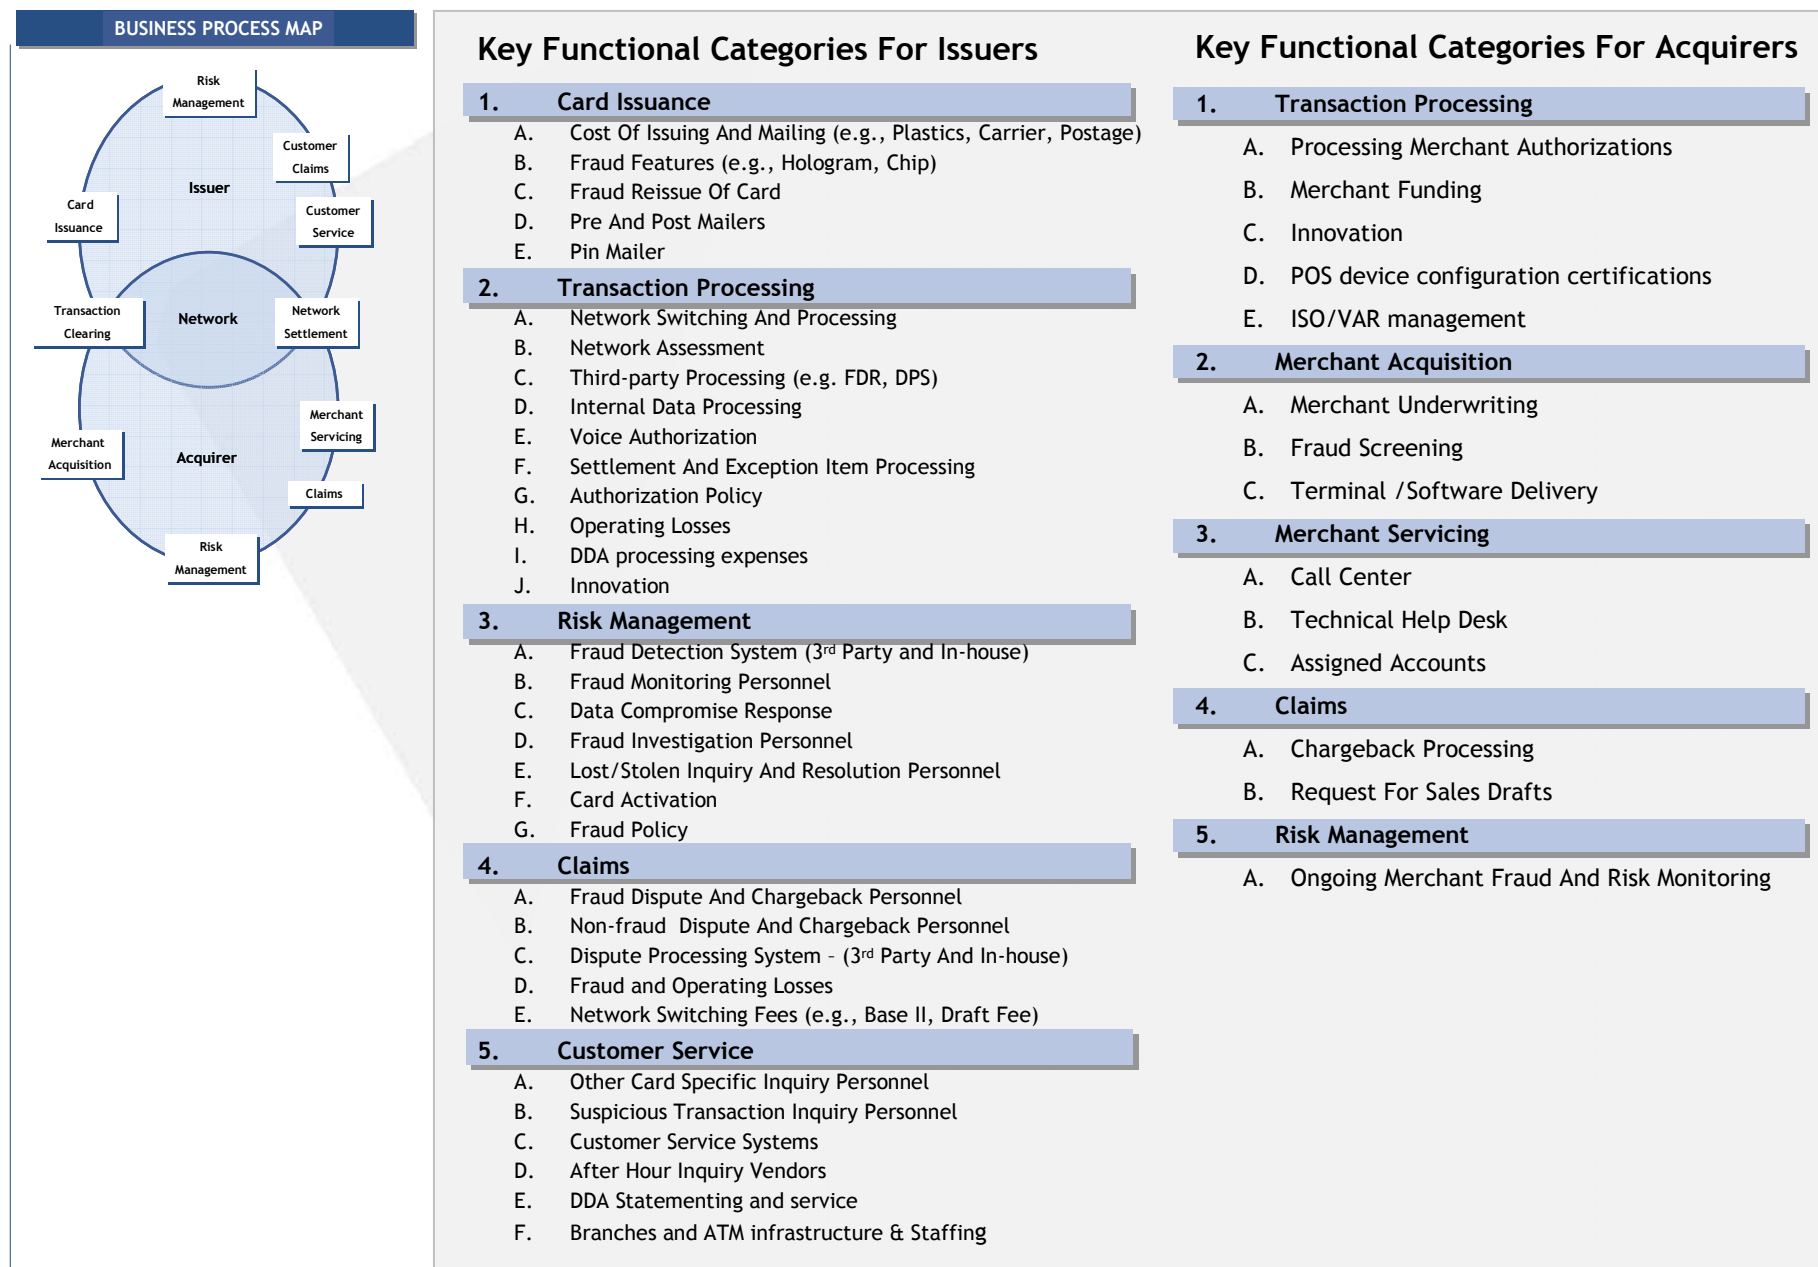 BUSINESS PROCESS MAP
Risk
Management
Customer
Claims
Issuer
Card
Issuance
Customer
Service
Transaction
Clearing
Network
Network
Settlement
Merchant
Servicing
Merchant
Acquisition
Acquirer
Claims
Risk
Management
Key Functional Categories For Issuers
1. Card Issuance
A. Cost Of Issuing And Mailing (e.g., Plastics, Carrier, Postage)
B. Fraud Features (e.g., Hologram, Chip)
C. Fraud Reissue Of Card
D. Pre And Post Mailers
E. Pin Mailer
2. Transaction Processing
A. Network Switching And Processing
B. Network Assessment
C. Third-party Processing (e.g. FDR, DPS)
D. Internal Data Processing
E. Voice Authorization
F. Settlement And Exception Item Processing
G. Authorization Policy
H. Operating Losses
I. DDA processing expenses
J. Innovation
3. Risk Management
A. Fraud Detection System (3rd Party and In-house)
B. Fraud Monitoring Personnel
C. Data Compromise Response
D. Fraud Investigation Personnel
E. Lost/Stolen Inquiry And Resolution Personnel
F. Card Activation
G. Fraud Policy
4. Claims
A. Fraud Dispute And Chargeback Personnel
B. Non-fraud Dispute And Chargeback Personnel
C. Dispute Processing System – (3rd Party And In-house)
D. Fraud and Operating Losses
E. Network Switching Fees (e.g., Base II, Draft Fee)
5. Customer Service
A. Other Card Specific Inquiry Personnel
B. Suspicious Transaction Inquiry Personnel
C. Customer Service Systems
D. After Hour Inquiry Vendors
E. DDA Statementing and service
F. Branches and ATM infrastructure & Staffing
Key Functional Categories For Acquirers
1. Transaction Processing
A. Processing Merchant Authorizations
B. Merchant Funding
C. Innovation
D. POS device configuration certifications
E. ISO/VAR management
2. Merchant Acquisition
A. Merchant Underwriting
B. Fraud Screening
C. Terminal /Software Delivery
3. Merchant Servicing
A. Call Center
B. Technical Help Desk
C. Assigned Accounts
4. Claims
A. Chargeback Processing
B. Request For Sales Drafts
5. Risk Management
A. Ongoing Merchant Fraud And Risk Monitoring